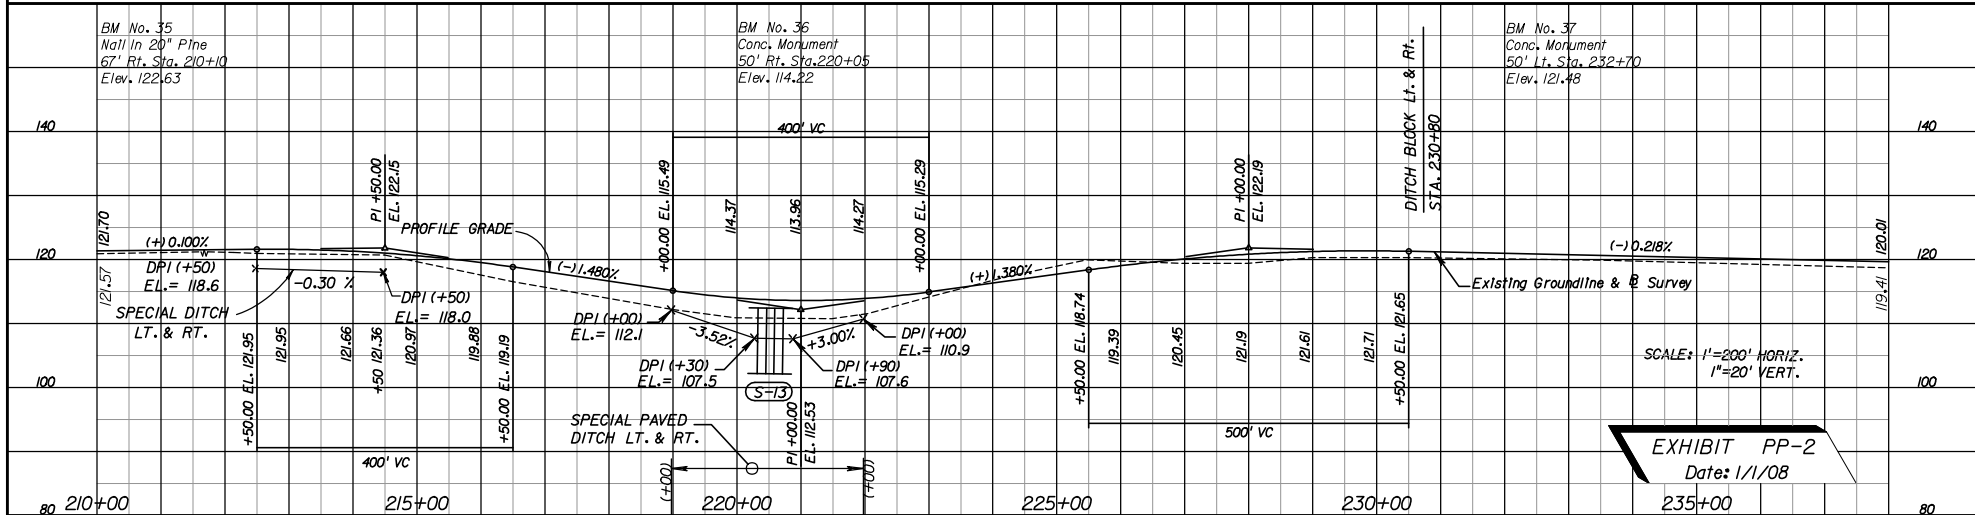 BM No. 35
Nail In 20" Pine
67' Rt. Sta. 210+10
Elev. 122.63
BM No. 36
Conc. Monument
50' Rt. Sta.220+05
Elev. 114.22
BM No. 37
Conc. Monument
50' Lt. Sta. 232+70
Elev. 121.48
DITCH BLOCK Lt. & Rt.
STA. 230+80
140
140
400' VC
121.70
121.57
(+) 0.100%
PI +50.00
EL. 122.15
PROFILE GRADE
(-) 1.480%
+00.00 EL. 115.49
114.37
113.96
114.27
+00.00 EL. 115.29
(+) 1.380%
PI +00.00
EL. 122.19
(-) 0.218%
120.01
119.41
120
120
DPI (+50)
EL.= 118.6
-0.30 %
SPECIAL DITCH
LT. & RT.
DPI (+50)
EL.= 118.0
DPI (+00)
EL.= 112.1
-3.52%
+3.00%
DPI (+00)
EL.= 110.9
DPI (+30)
EL.= 107.5
DPI (+90)
EL.= 107.6
S-13
Existing Groundline & B Survey
SCALE: 1'=200' HORIZ.
1"=20' VERT.
100
100
+50.00 EL. 121.95
121.95
121.66
+50 121.36
120.97
119.88
+50.00 EL. 119.19
400' VC
SPECIAL PAVED
DITCH LT. & RT.
PI +00.00
EL. 112.53
(+00)
(+00)
+50.00 EL. 118.74
119.39
120.45
121.19
121.61
121.71
+50.00 EL. 121.65
500' VC
EXHIBIT PP-2
Date: 1/1/08
80
210+00
215+00
220+00
225+00
230+00
235+00
80